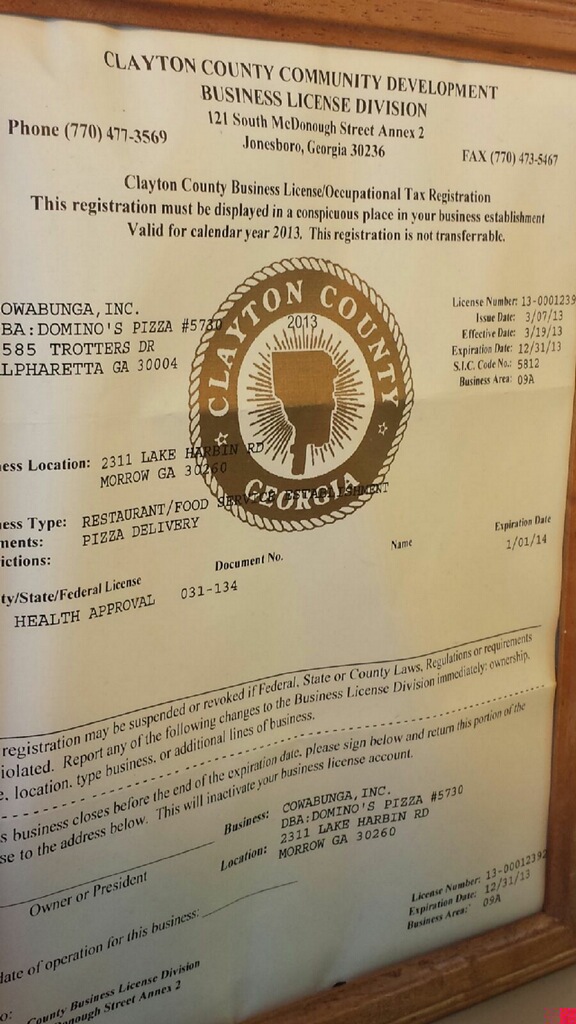 CLAYTON COUNTY COMMUNITY DEVELOPMENT
BUSINESS LICENSE DIVISION
121 South McDonough Street Annex 2
Jonesboro, Georgia 30236
Phone (770) 477-3569
FAX (770) 473-5467
Clayton County Business License/Occupational Tax Registration
This registration must be displayed in a conspicuous place in your business establishment
Valid for calendar year 2013. This registration is not transferrable.
OWABUNGA, INC.
BA: DOMINO'S PIZZA #5730
585 TROTTERS DR
LPHARETTA GA 30004
License Number: 13-0001239
Issue Date: 3/07/13
Effective Date: 3/19/13
Expiration Date: 12/31/13
S.I.C. Code No.: 5812
Business Area: 09A
CLAYTON COUNTY
2013
GEORGIA
ess Location: 2311 LAKE HARBIN RD
MORROW GA 30260
ess Type: RESTAURANT/FOOD SERVICE ESTABLISHMENT
ments: PIZZA DELIVERY
ictions:
ty/State/Federal License Document No. Name Expiration Date
HEALTH APPROVAL 031-134 1/01/14
registration may be suspended or revoked if Federal, State or County Laws, Regulations or requirements
iolated. Report any of the following changes to the Business License Division immediately: ownership,
e, location, type business, or additional lines of business.
s business closes before the end of the expiration date, please sign below and return this portion of the
se to the address below. This will inactivate your business license account.
Business: COWABUNGA, INC.
DBA: DOMINO'S PIZZA #5730
Location: 2311 LAKE HARBIN RD
MORROW GA 30260
Owner or President
date of operation for this business:
License Number: 13-00012392
Expiration Date: 12/31/13
Business Area: 09A
O: County Business License Division
onough Street Annex 2